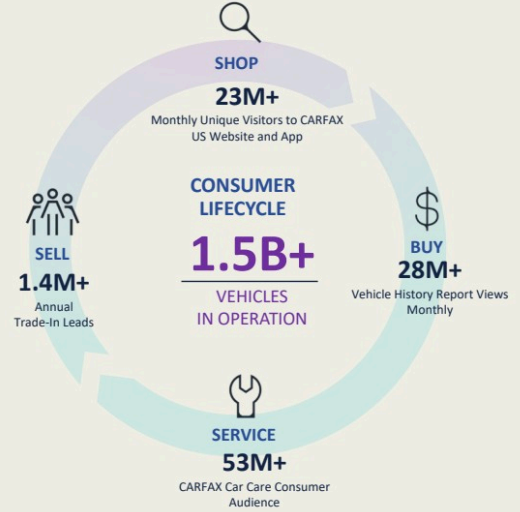 SHOP
23M+
Monthly Unique Visitors to CARFAX
US Website and App
CONSUMER
LIFECYCLE
1.5B+
VEHICLES
IN OPERATION
BUY
28M+
Vehicle History Report Views
Monthly
SERVICE
53M+
CARFAX Car Care Consumer
Audience
SELL
1.4M+
Annual
Trade-In Leads